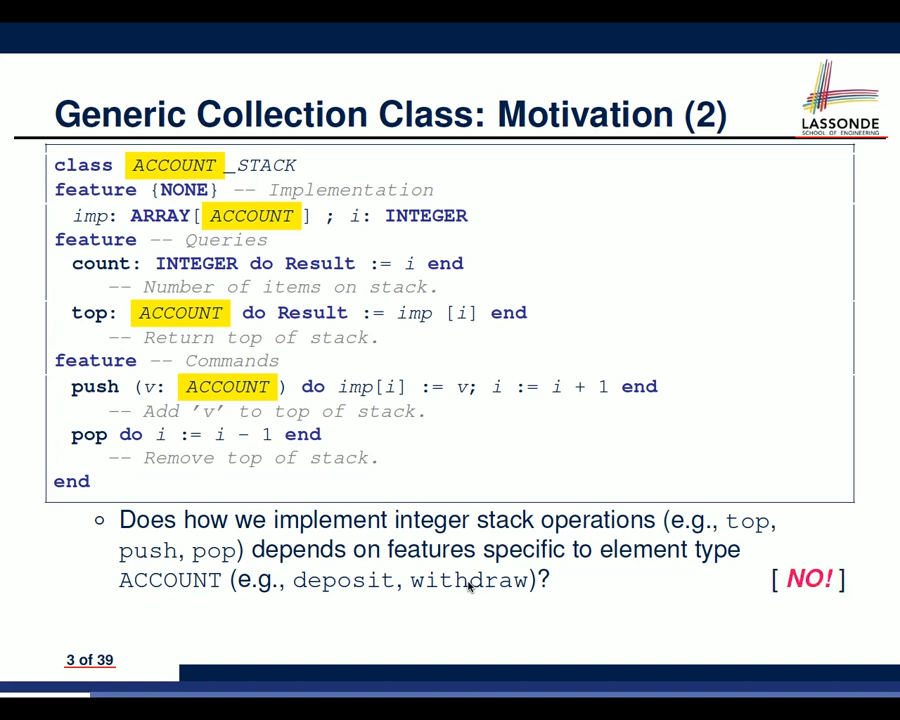 LASSONDE
SCHOOL OF ENGINEERING
Generic Collection Class: Motivation (2)
class ACCOUNT _STACK
feature {NONE} -- Implementation
imp: ARRAY[ ACCOUNT ] ; i: INTEGER
feature -- Queries
count: INTEGER do Result := i end
-- Number of items on stack.
top: ACCOUNT do Result := imp [i] end
-- Return top of stack.
feature -- Commands
push (v: ACCOUNT ) do imp[i] := v; i := i + 1 end
-- Add 'v' to top of stack.
pop do i := i - 1 end
-- Remove top of stack.
end
Does how we implement integer stack operations (e.g., top,
push, pop) depends on features specific to element type
ACCOUNT (e.g., deposit, withdraw)? [ NO! ]
3 of 39